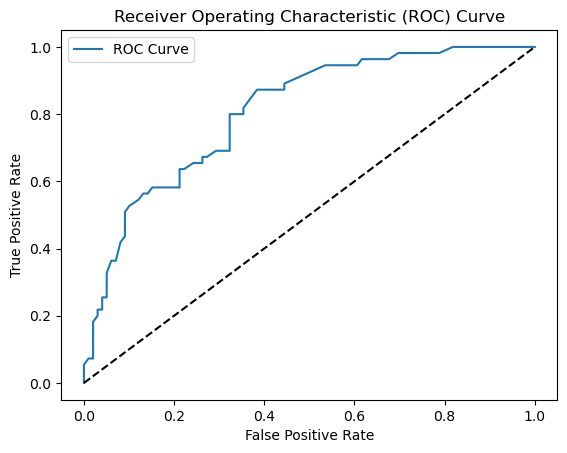 Receiver Operating Characteristic (ROC) Curve
ROC Curve
True Positive Rate
1.0
0.8
0.6
0.4
0.2
0.0
0.0 0.2 0.4 0.6 0.8 1.0
False Positive Rate